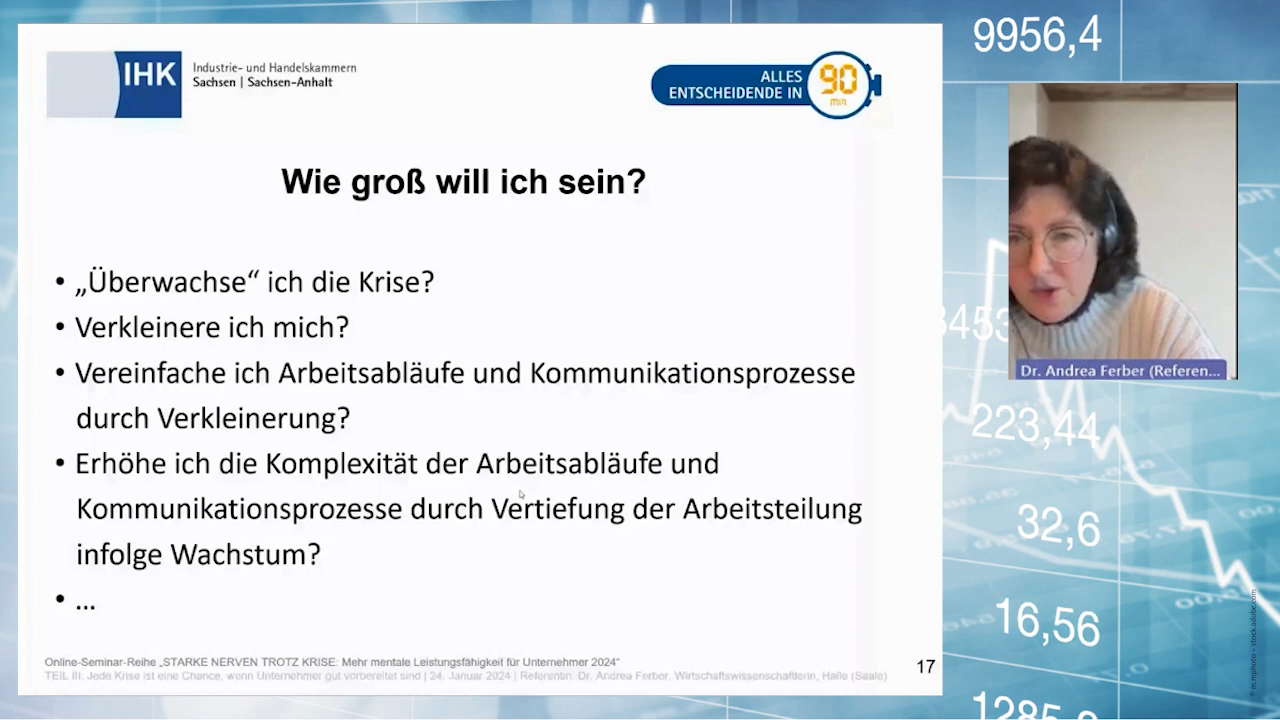 IHK
Industrie- und Handelskammern
Sachsen | Sachsen-Anhalt
ALLES
ENTSCHEIDENDE IN
90
min
Wie groß will ich sein?
• „Überwachse“ ich die Krise?
• Verkleinere ich mich?
• Vereinfache ich Arbeitsabläufe und Kommunikationsprozesse
durch Verkleinerung?
• Erhöhe ich die Komplexität der Arbeitsabläufe und
Kommunikationsprozesse durch Vertiefung der Arbeitsteilung
infolge Wachstum?
• ...
Online-Seminar-Reihe „STARKE NERVEN TROTZ KRISE: Mehr mentale Leistungsfähigkeit für Unternehmer 2024“
TEIL III. Jede Krise ist eine Chance, wenn Unternehmer gut vorbereitet sind | 24. Januar 2024 | Referentin: Dr. Andrea Ferber, Wirtschaftswissenschaftlerin, Halle (Saale)
17
9956,4
Dr. Andrea Ferber (Referen...
223,44
32,6
16,56